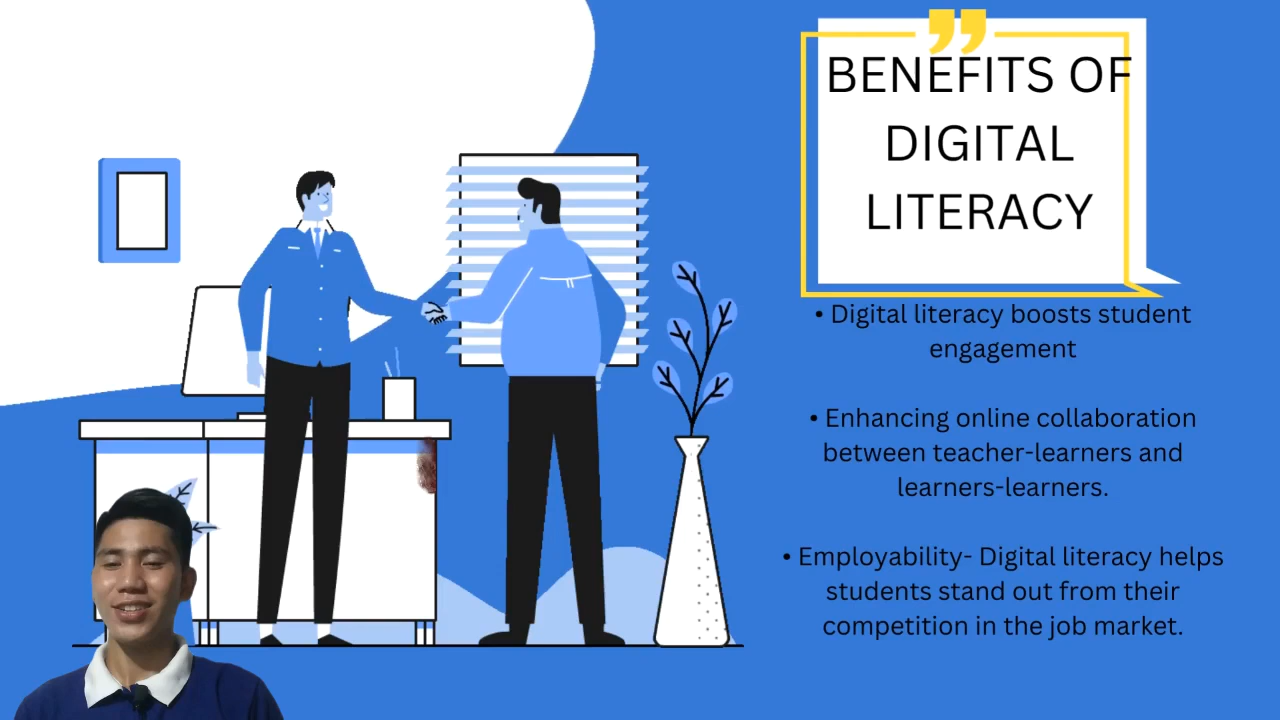 BENEFITS OF
DIGITAL
LITERACY
• Digital literacy boosts student
engagement
• Enhancing online collaboration
between teacher-learners and
learners-learners.
• Employability- Digital literacy helps
students stand out from their
competition in the job market.